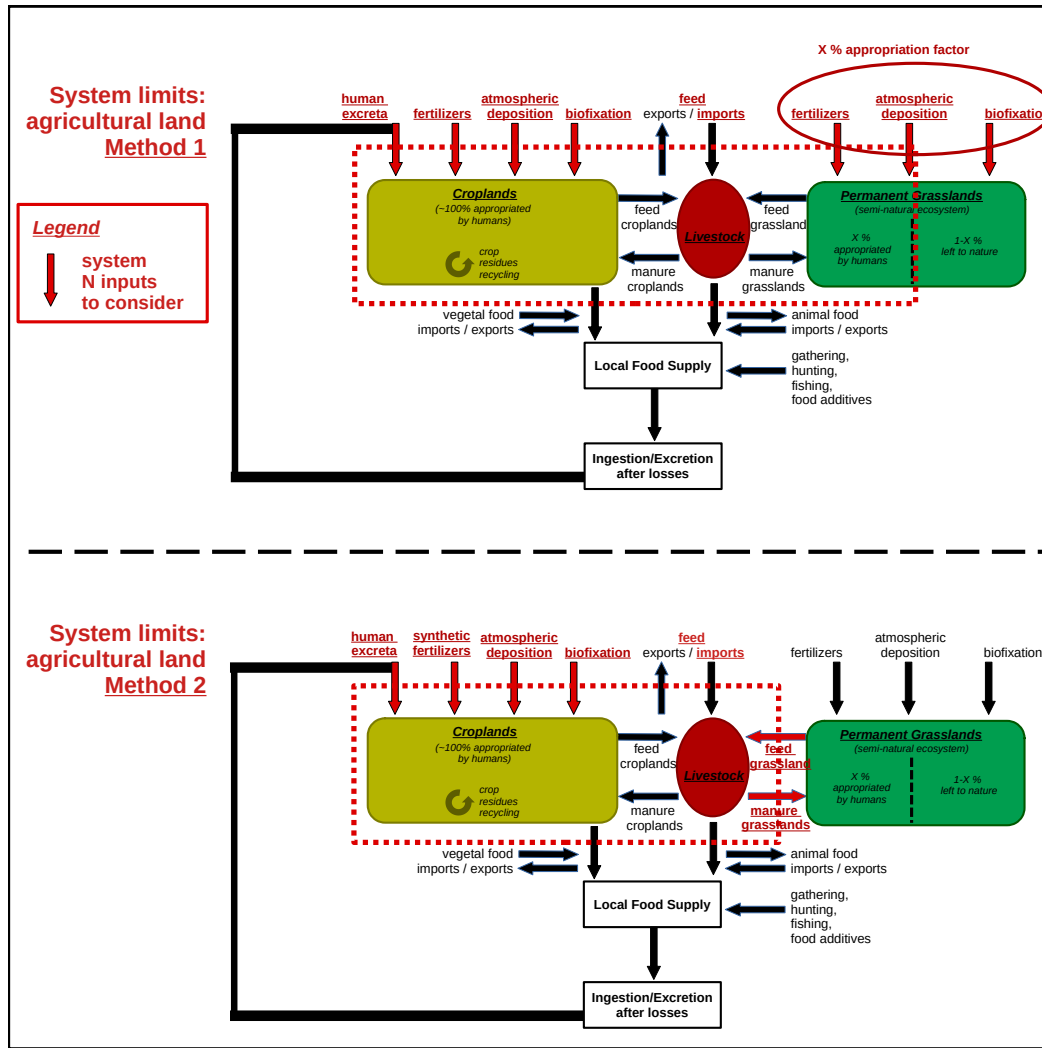 X % appropriation factor
System limits:
agricultural land
Method 1
human
excreta
fertilizers
atmospheric
deposition
biofixation
feed
exports / imports
fertilizers
atmospheric
deposition
biofixation
Croplands
(~100% appropriated
by humans)
crop
residues
recycling
feed
croplands
manure
croplands
Livestock
feed
grassland
manure
grasslands
Permanent Grasslands
(semi-natural ecosystem)
X %
appropriated
by humans
1-X %
left to nature
Legend
system
N inputs
to consider
vegetal food
imports / exports
animal food
imports / exports
Local Food Supply
gathering,
hunting,
fishing,
food additives
Ingestion/Excretion
after losses
System limits:
agricultural land
Method 2
human
excreta
synthetic
fertilizers
atmospheric
deposition
biofixation
feed
exports / imports
fertilizers
atmospheric
deposition
biofixation
Croplands
(~100% appropriated
by humans)
crop
residues
recycling
feed
croplands
manure
croplands
Livestock
feed
grassland
manure
grasslands
Permanent Grasslands
(semi-natural ecosystem)
X %
appropriated
by humans
1-X %
left to nature
vegetal food
imports / exports
animal food
imports / exports
Local Food Supply
gathering,
hunting,
fishing,
food additives
Ingestion/Excretion
after losses